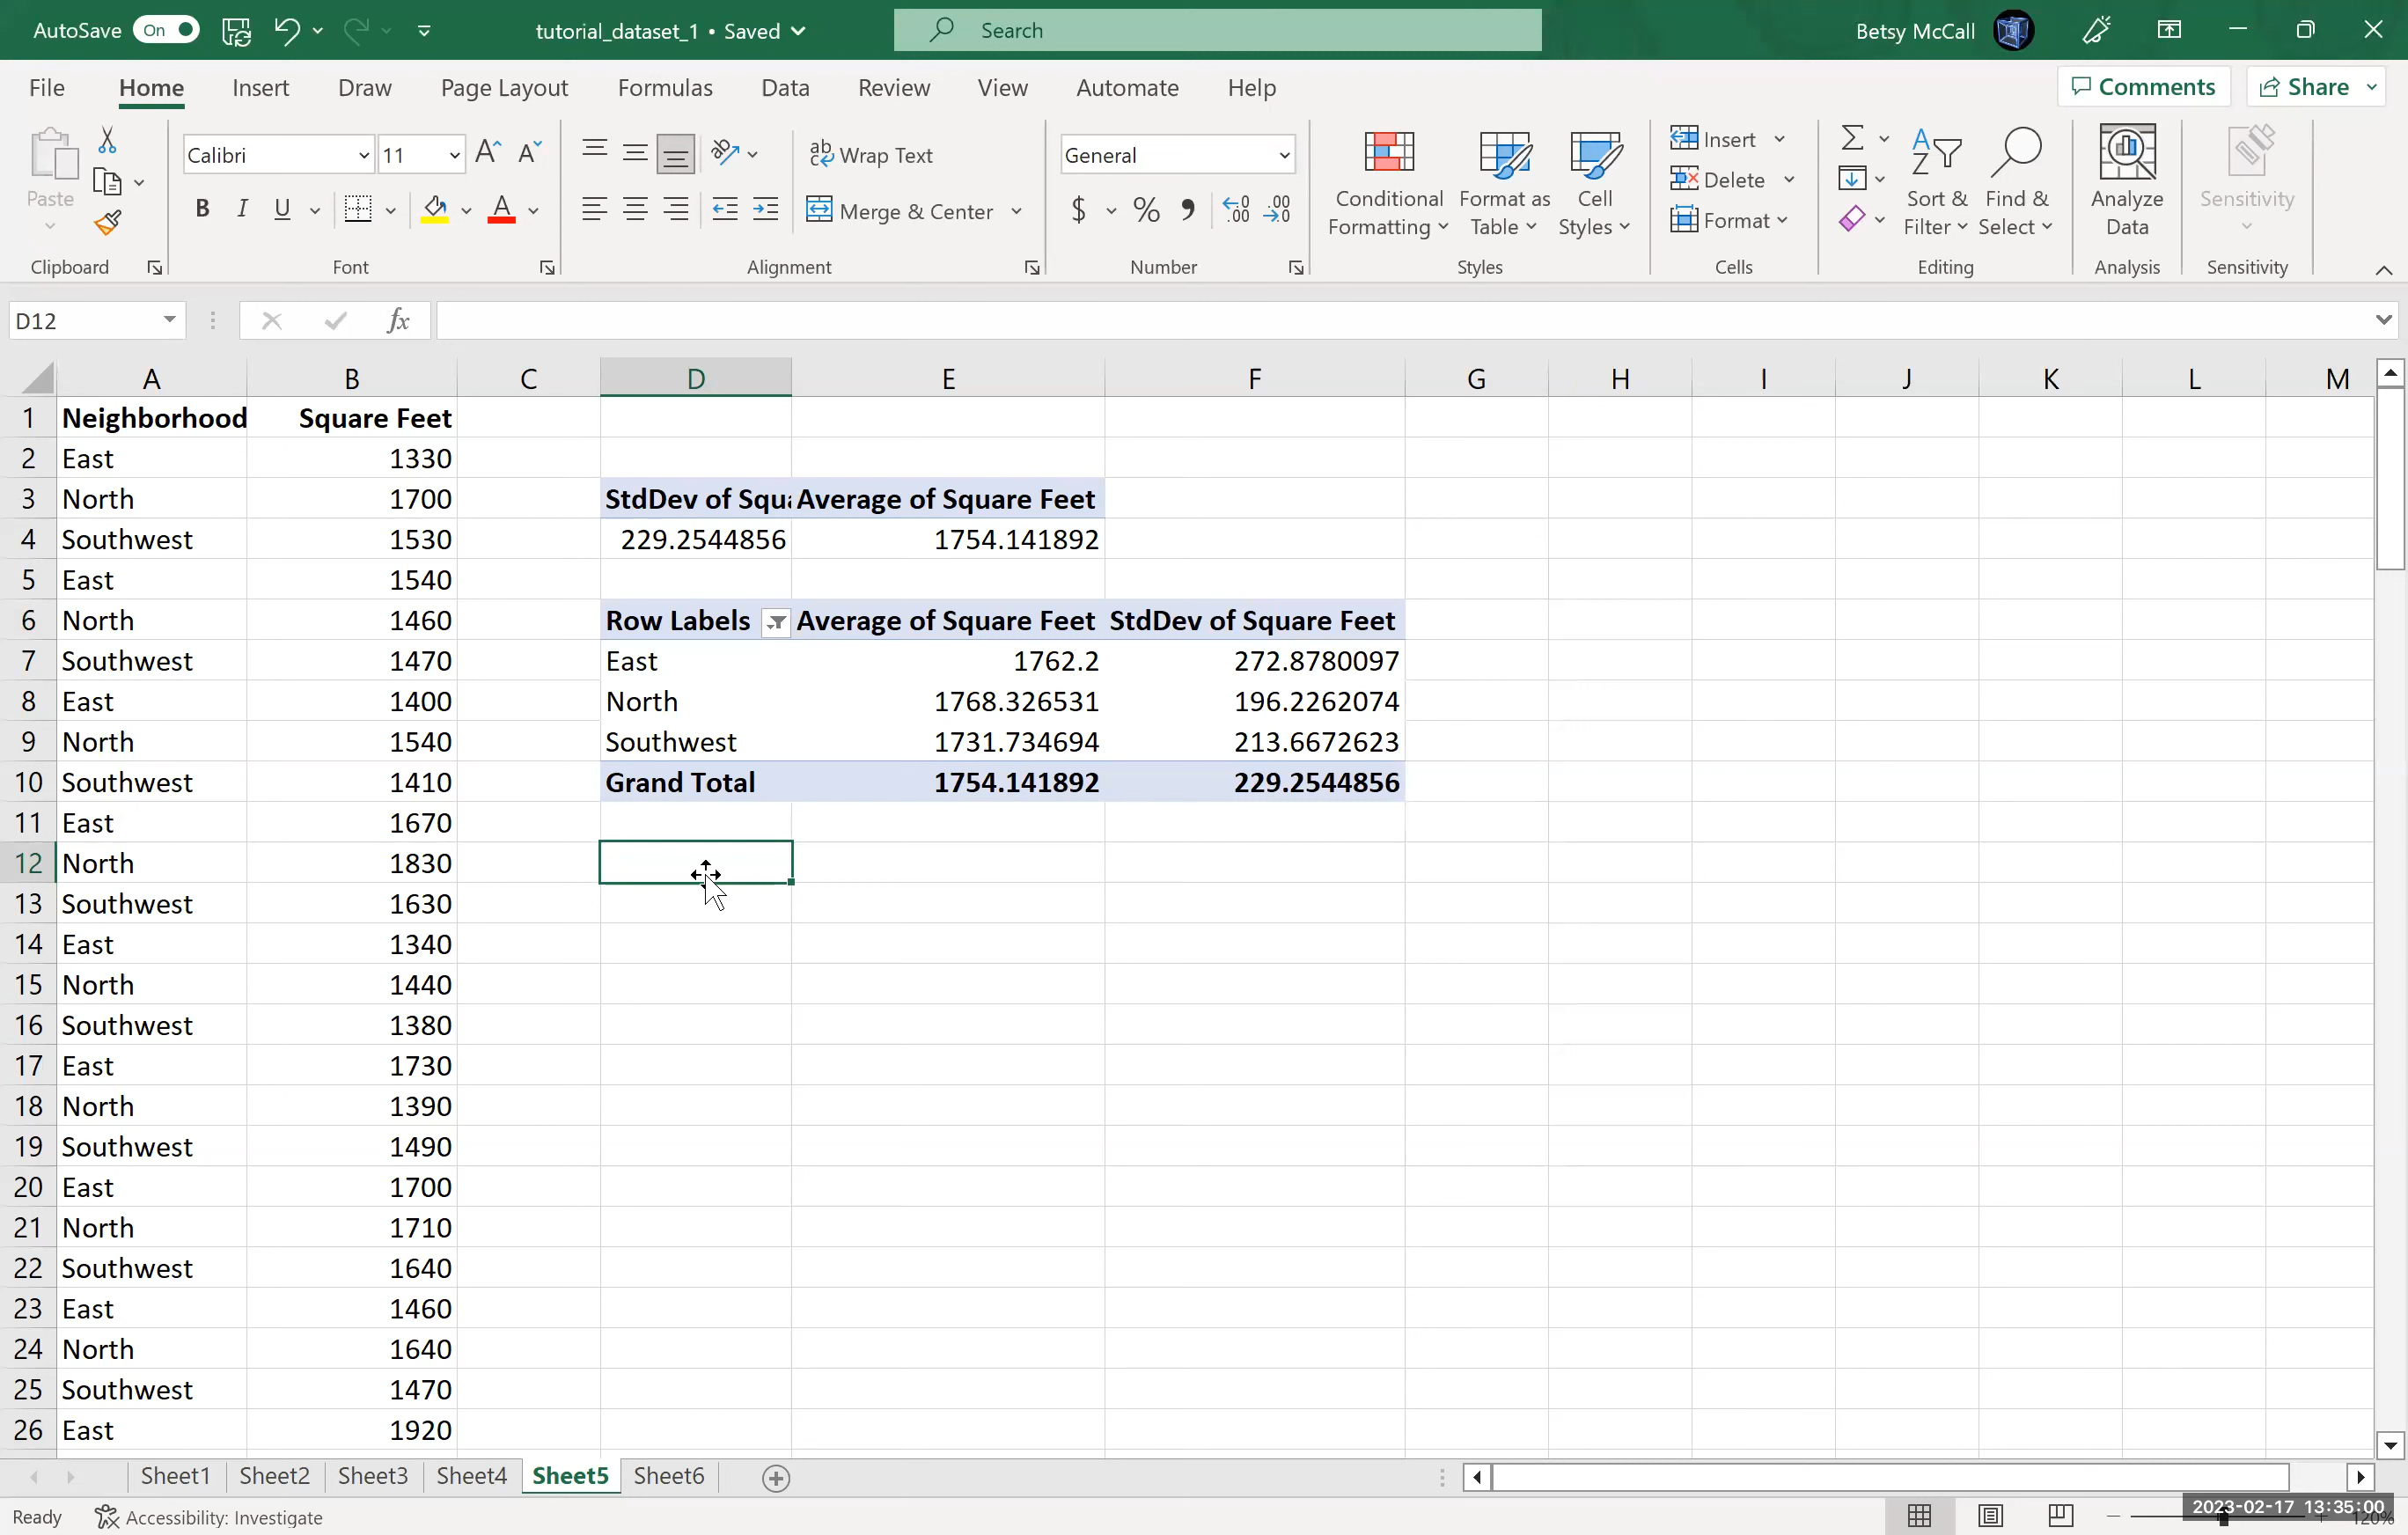 AutoSave On tutorial_dataset_1 • Saved Search Betsy McCall
File Home Insert Draw Page Layout Formulas Data Review View Automate Help Comments Share
Paste
Clipboard
Calibri 11
B I U A
Font
ab Wrap Text
Merge & Center
Alignment
General
$ % 9 .00
Number
Conditional Formatting
Format as Table
Cell Styles
Styles
Insert
Delete
Format
Cells
Sort & Filter
Find & Select
Editing
Analyze Data
Analysis
Sensitivity
Sensitivity
D12 fx
A B C D E F G H I J K L M
1 Neighborhood Square Feet
2 East 1330
3 North 1700 StdDev of Squa Average of Square Feet
4 Southwest 1530 229.2544856 1754.141892
5 East 1540
6 North 1460 Row Labels Average of Square Feet StdDev of Square Feet
7 Southwest 1470 East 1762.2 272.8780097
8 East 1400 North 1768.326531 196.2262074
9 North 1540 Southwest 1731.734694 213.6672623
10 Southwest 1410 Grand Total 1754.141892 229.2544856
11 East 1670
12 North 1830
13 Southwest 1630
14 East 1340
15 North 1440
16 Southwest 1380
17 East 1730
18 North 1390
19 Southwest 1490
20 East 1700
21 North 1710
22 Southwest 1640
23 East 1460
24 North 1640
25 Southwest 1470
26 East 1920
Sheet1 Sheet2 Sheet3 Sheet4 Sheet5 Sheet6
Ready Accessibility: Investigate 2023-02-17 13:35:00 120%